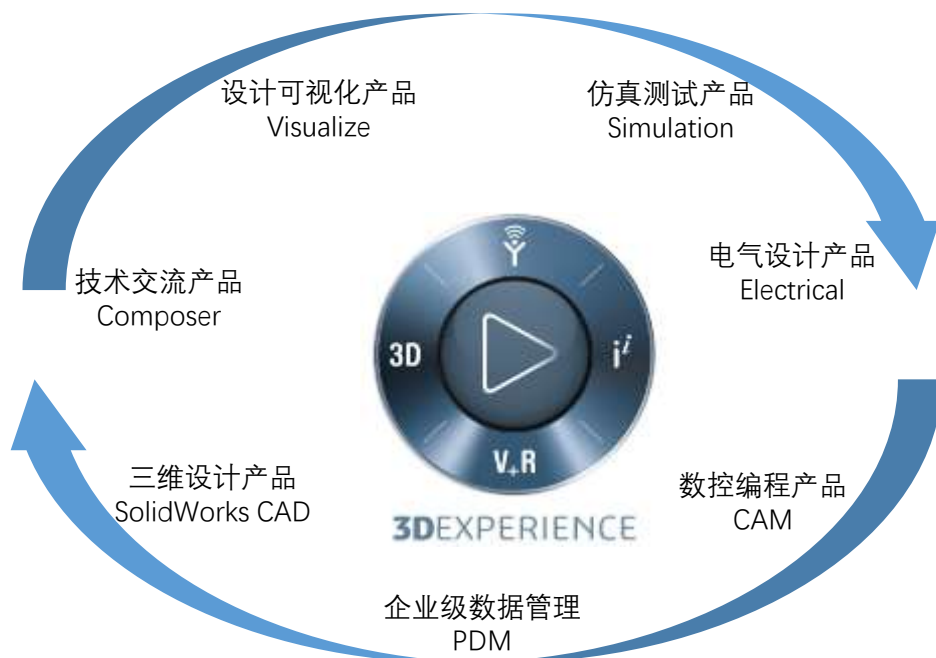 设计可视化产品
Visualize
仿真测试产品
Simulation
技术交流产品
Composer
电气设计产品
Electrical
3D
iⁱ
V+R
三维设计产品
SolidWorks CAD
数控编程产品
CAM
3DEXPERIENCE
企业级数据管理
PDM